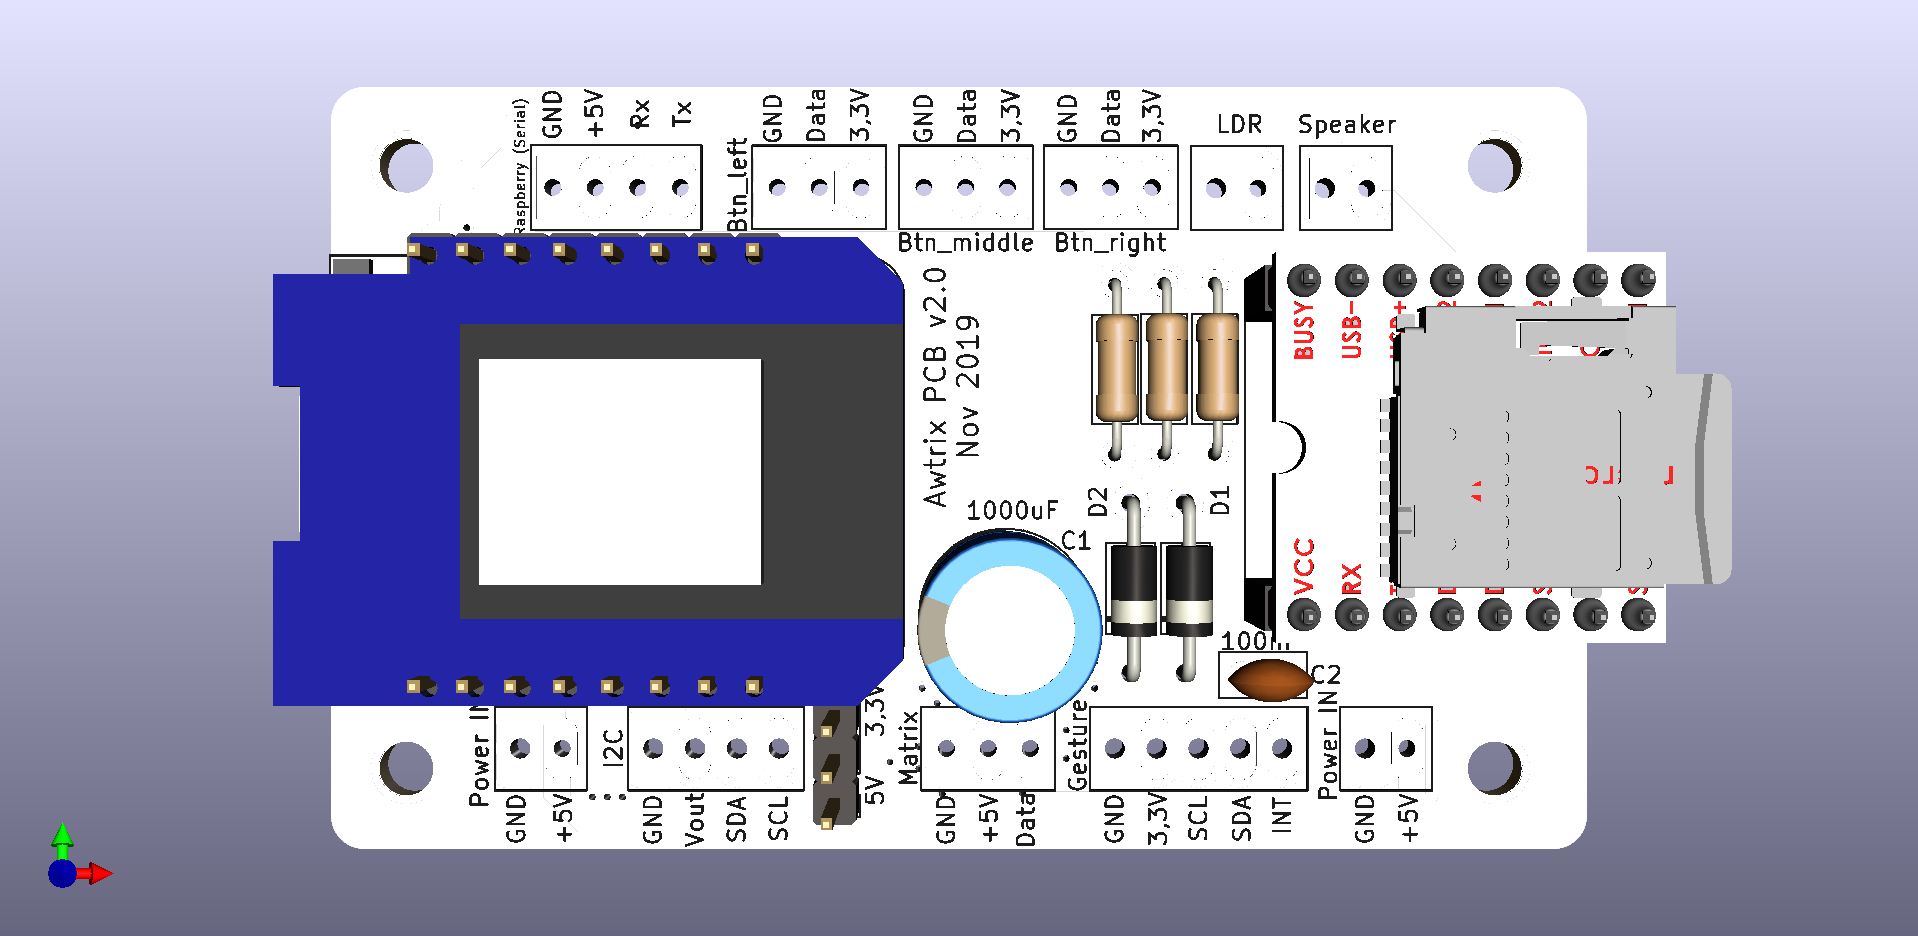 Raspberry (Serial)
GND
+5V
Rx
Tx
Btn_left
GND
Data
3,3V
GND
Data
3,3V
Btn_middle
GND
Data
3,3V
Btn_right
LDR
Speaker
Awtrix PCB v2.0
Nov 2019
BUSY
USB-
VCC
RX
D2
D1
1000uF
C1
C2
Power
GND
+5V
I2C
GND
Vout
SDA
SCL
3,3V
5V
Matrix
GND
+5V
Data
Gesture
GND
3,3V
SCL
SDA
INT
Power IN
GND
+5V